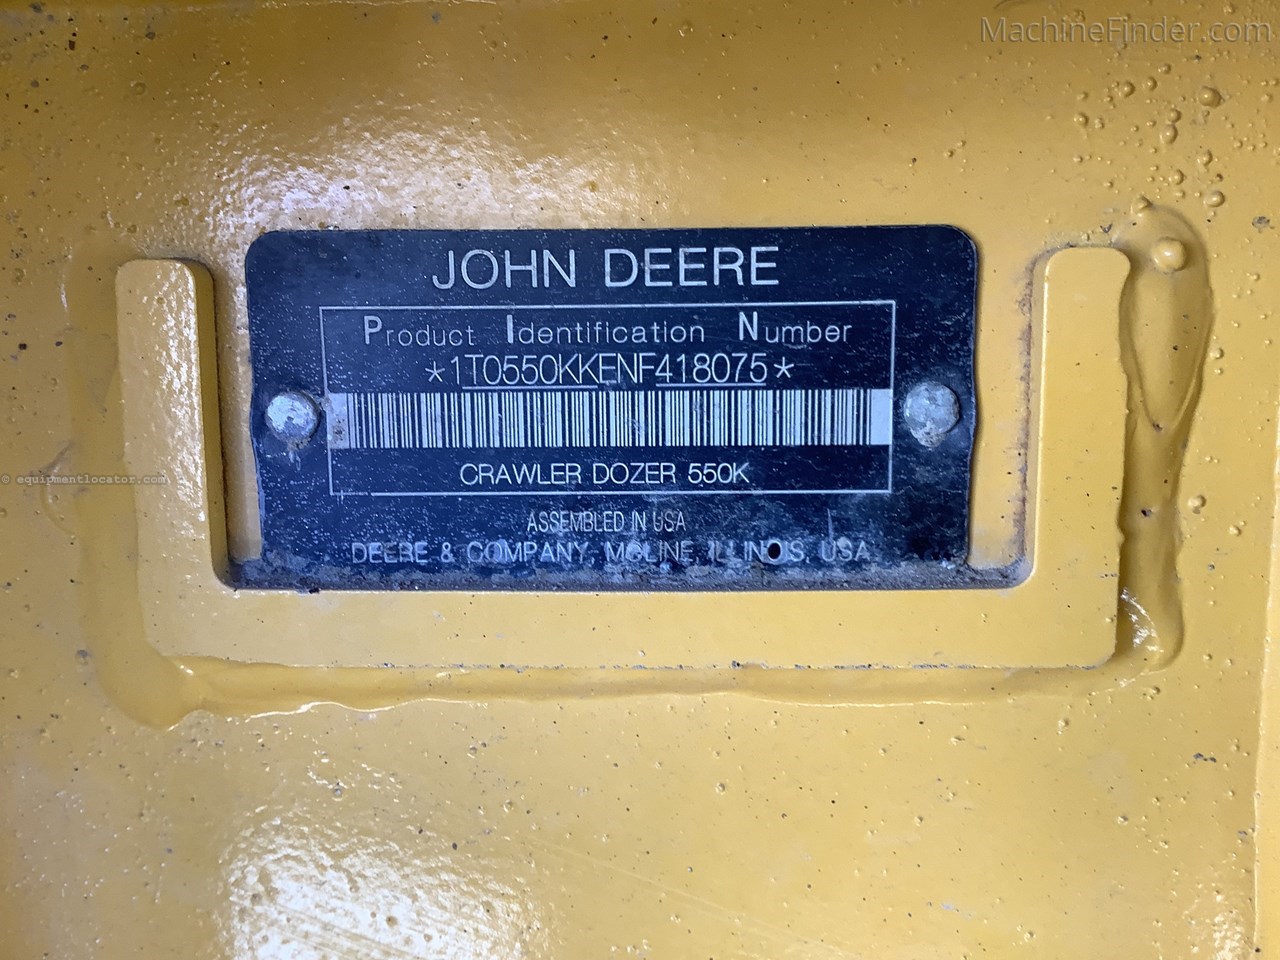 MachineFinder.com
JOHN DEERE
Product Identification Number
*1T0550KKENF418075*
© equipmentlocator.com
CRAWLER DOZER 550K
ASSEMBLED IN USA
DEERE & COMPANY, MOLINE, ILLINOIS, USA